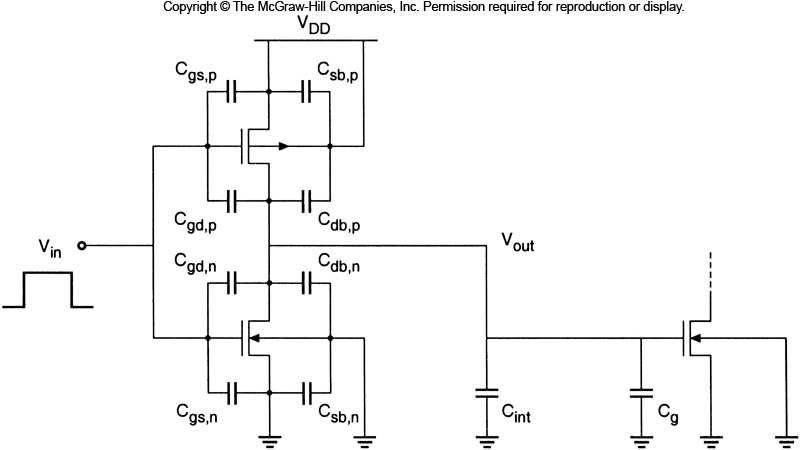 Copyright © The McGraw-Hill Companies, Inc. Permission required for reproduction or display.
VDD
Cgs,p Csb,p
Cgd,p Cdb,p
Vin
Vout
Cgd,n Cdb,n
Cgs,n Csb,n
Cint Cg